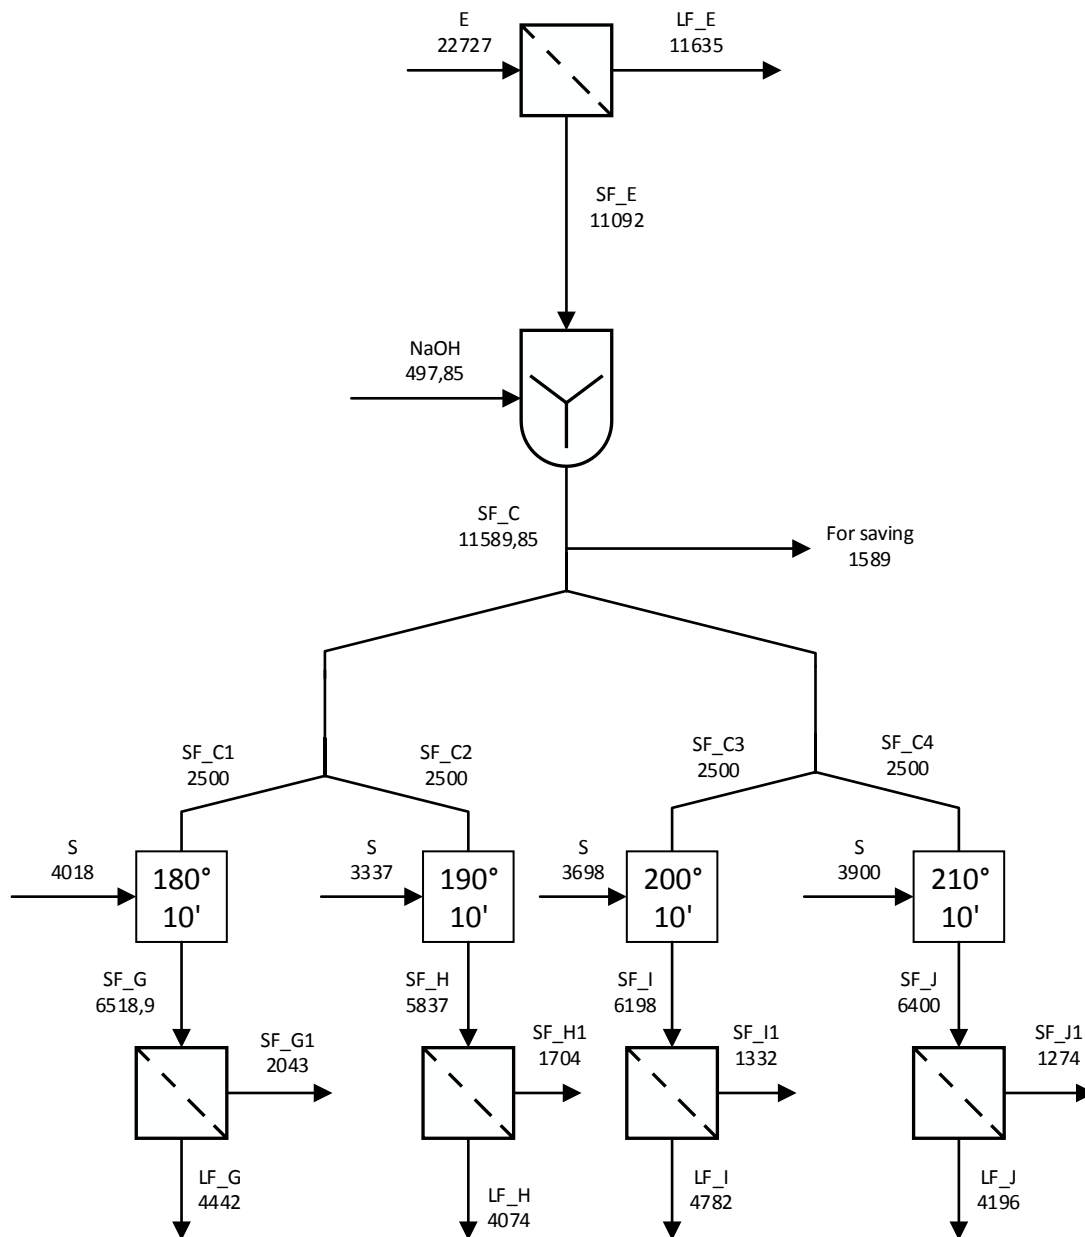 E
22727
LF_E
11635
SF_E
11092
NaOH
497,85
SF_C
11589,85
For saving
1589
SF_C1
2500
SF_C2
2500
SF_C3
2500
SF_C4
2500
S
4018
180°
10'
S
3337
190°
10'
S
3698
200°
10'
S
3900
210°
10'
SF_G
6518,9
SF_H
5837
SF_I
6198
SF_J
6400
SF_G1
2043
SF_H1
1704
SF_I1
1332
SF_J1
1274
LF_G
4442
LF_H
4074
LF_I
4782
LF_J
4196